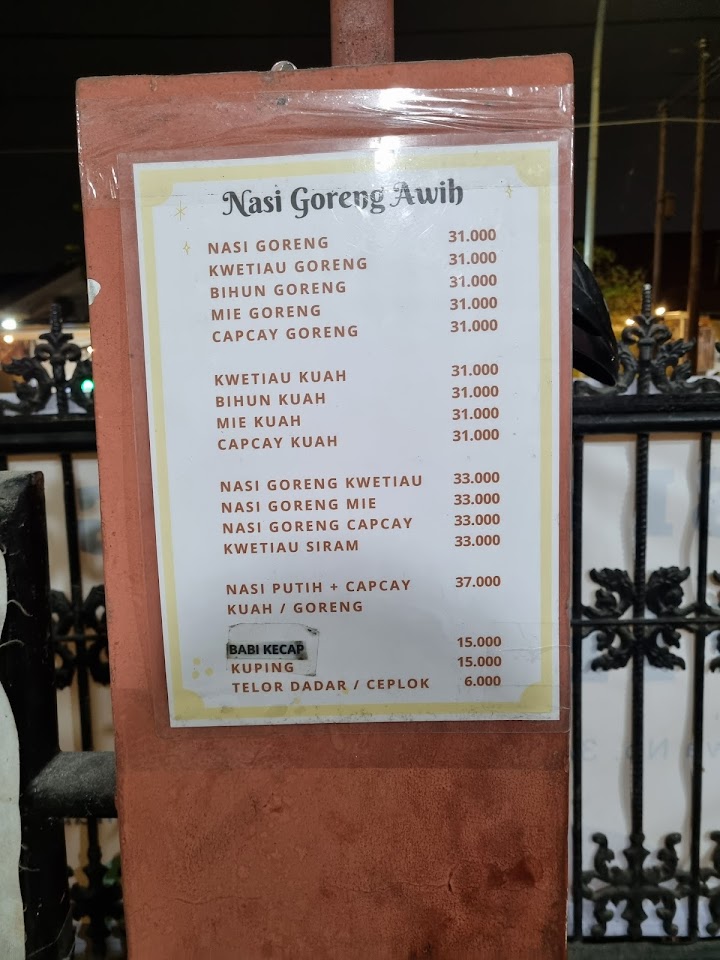 Nasi Goreng Awih
NASI GORENG 31.000
KWETIAU GORENG 31.000
BIHUN GORENG 31.000
MIE GORENG 31.000
CAPCAY GORENG 31.000
KWETIAU KUAH 31.000
BIHUN KUAH 31.000
MIE KUAH 31.000
CAPCAY KUAH 31.000
NASI GORENG KWETIAU 33.000
NASI GORENG MIE 33.000
NASI GORENG CAPCAY 33.000
KWETIAU SIRAM 33.000
NASI PUTIH + CAPCAY 37.000
KUAH / GORENG
BABI KECAP 15.000
KUPING 15.000
TELOR DADAR / CEPLOK 6.000